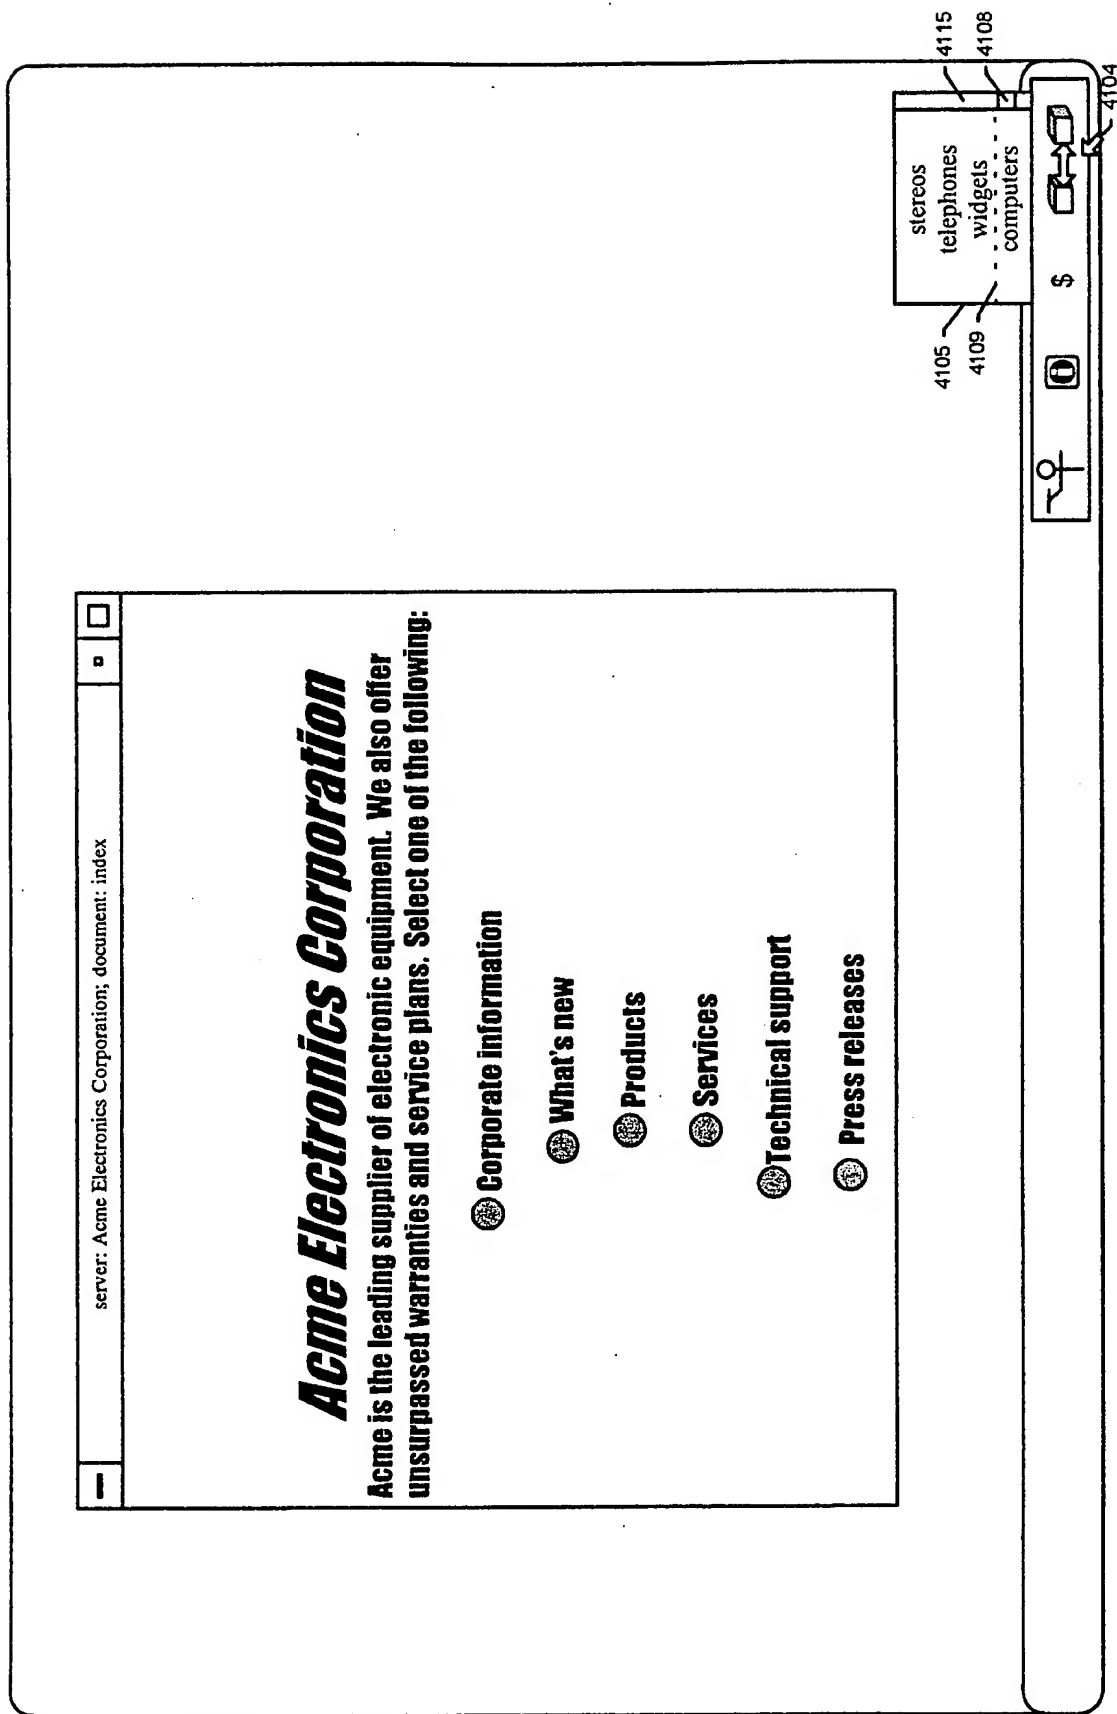 server: Acme Electronics Corporation; document: index
Acme Electronics Corporation
Acme is the leading supplier of electronic equipment. We also offer
unsurpassed warranties and service plans. Select one of the following:
Corporate information
What's new
Products
Services
Technical support
Press releases
stereos
telephones
widgets
computers
4105
4109
4115
4108
$
4104